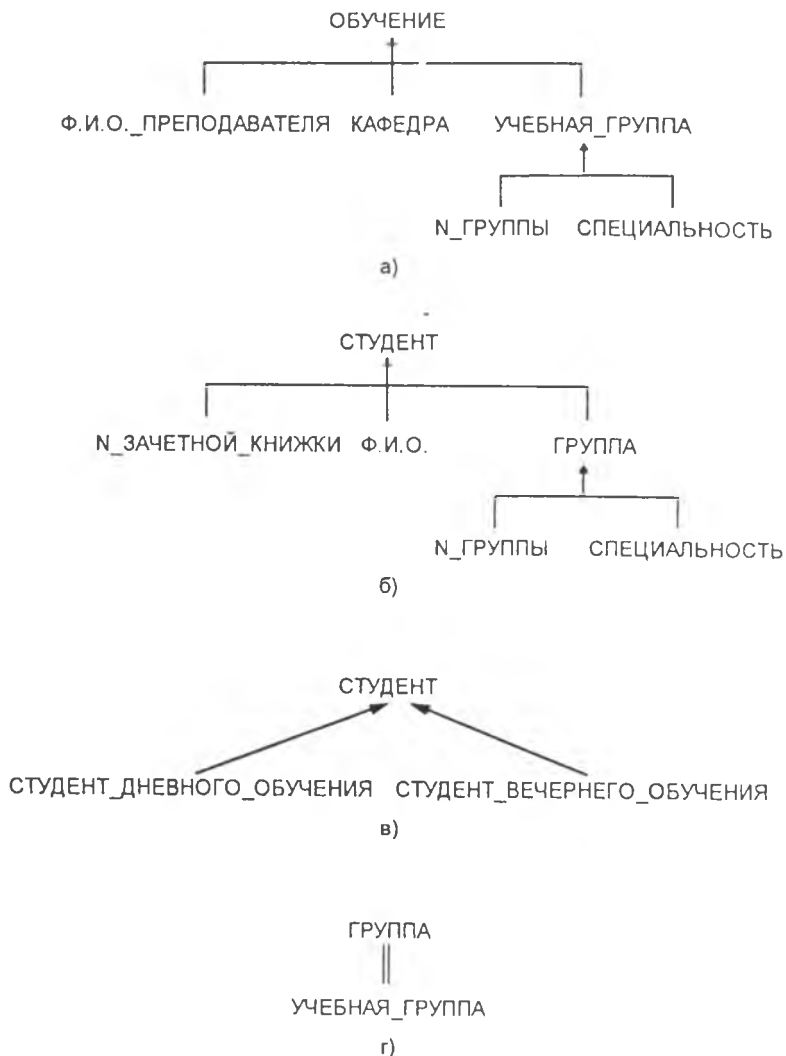 ОБУЧЕНИЕ
Ф.И.О._ПРЕПОДАВАТЕЛЯ КАФЕДРА УЧЕБНАЯ_ГРУППА
N_ГРУППЫ СПЕЦИАЛЬНОСТЬ
а)
СТУДЕНТ
N_ЗАЧЕТНОЙ_КНИЖКИ Ф.И.О. ГРУППА
N_ГРУППЫ СПЕЦИАЛЬНОСТЬ
б)
СТУДЕНТ
СТУДЕНТ_ДНЕВНОГО_ОБУЧЕНИЯ СТУДЕНТ_ВЕЧЕРНЕГО_ОБУЧЕНИЯ
в)
ГРУППА
УЧЕБНАЯ_ГРУППА
г)